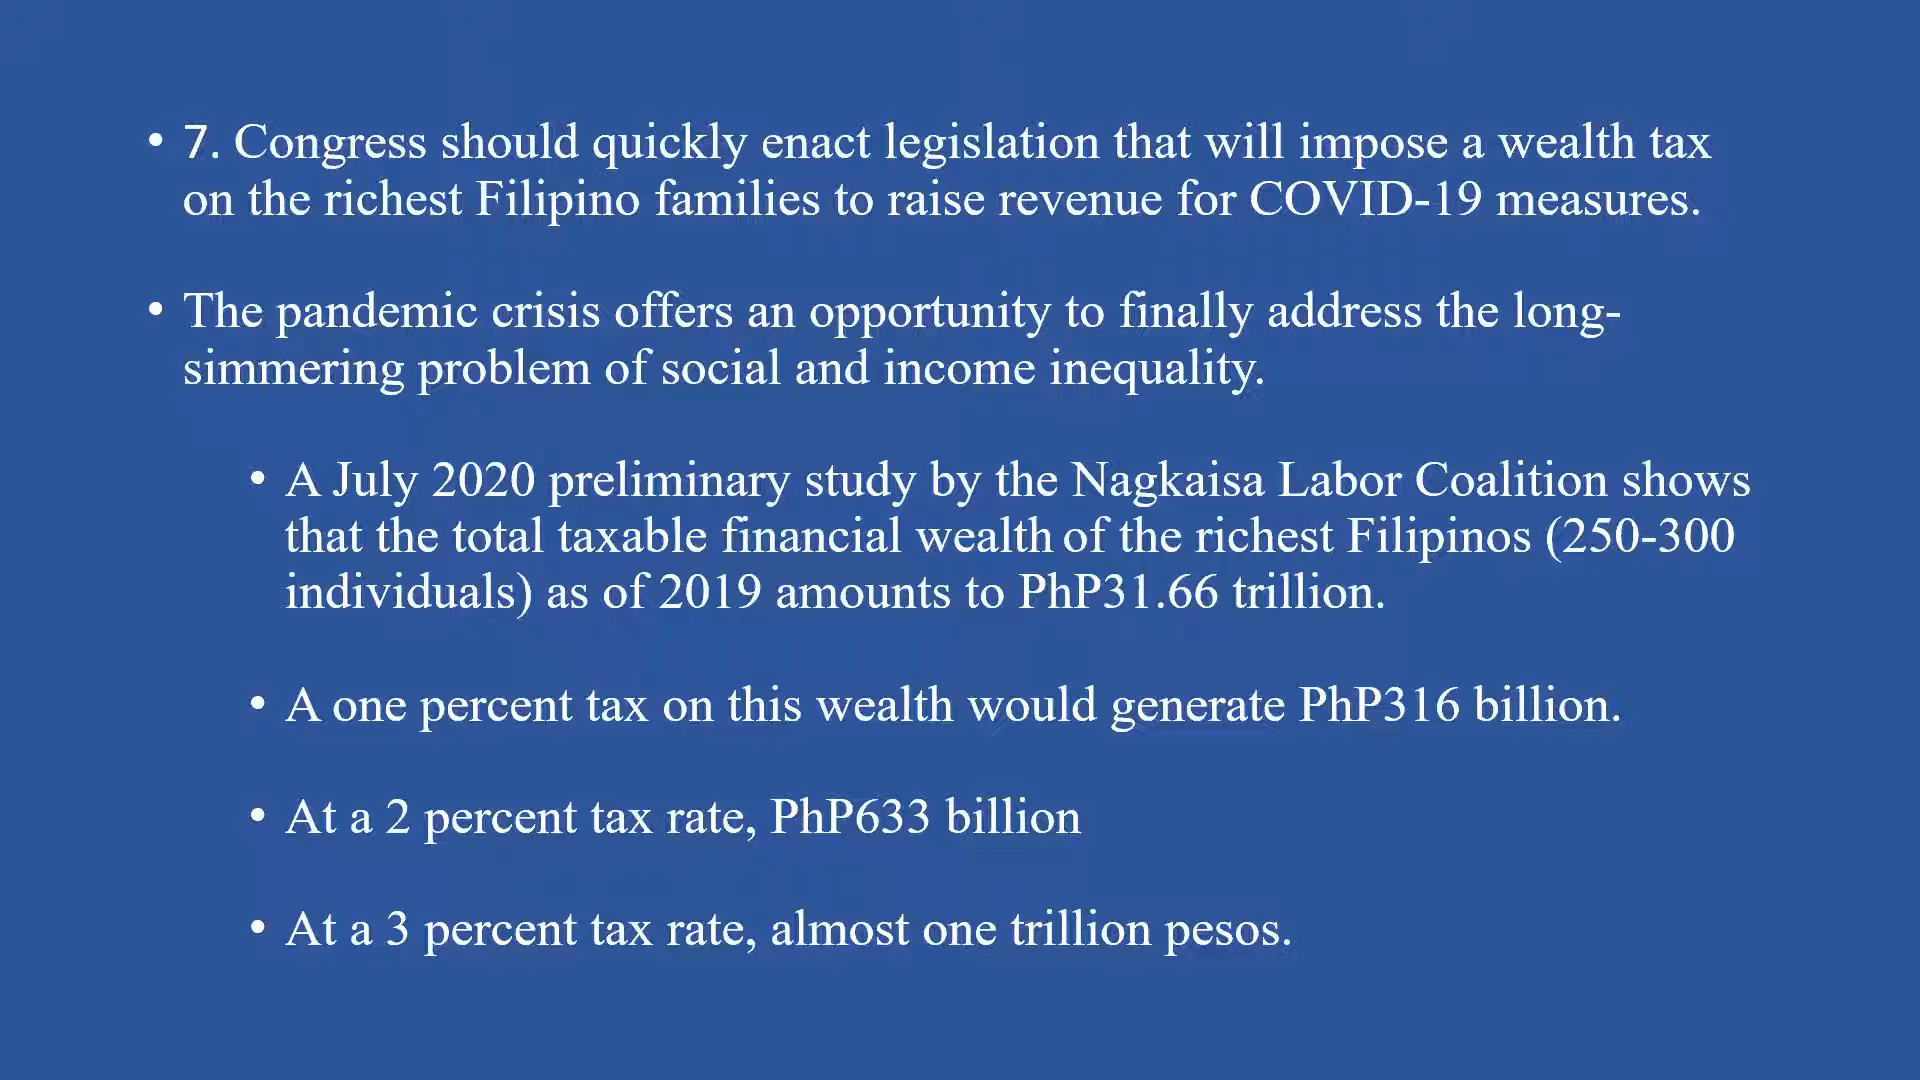 • 7. Congress should quickly enact legislation that will impose a wealth tax
on the richest Filipino families to raise revenue for COVID-19 measures.
• The pandemic crisis offers an opportunity to finally address the long-
simmering problem of social and income inequality.
• A July 2020 preliminary study by the Nagkaisa Labor Coalition shows
that the total taxable financial wealth of the richest Filipinos (250-300
individuals) as of 2019 amounts to PhP31.66 trillion.
• A one percent tax on this wealth would generate PhP316 billion.
• At a 2 percent tax rate, PhP633 billion
• At a 3 percent tax rate, almost one trillion pesos.